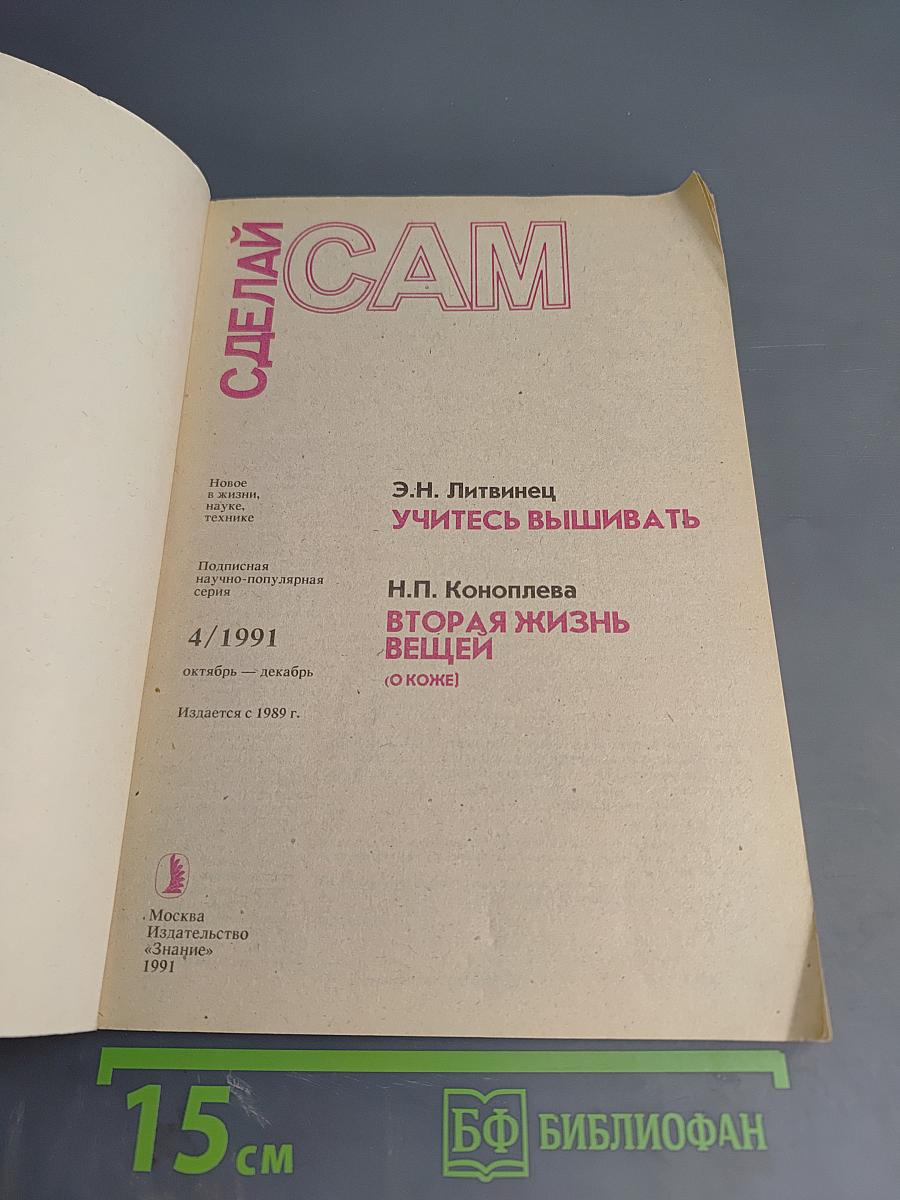 СДЕЛАЙ
САМ
Новое
в жизни,
науке,
технике
Подписная
научно-популярная
серия
4/1991
октябрь — декабрь
Издается с 1989 г.
Э.Н. Литвинец
УЧИТЕСЬ ВЫШИВАТЬ
Н.П. Коноплева
ВТОРАЯ ЖИЗНЬ
ВЕЩЕЙ
(О КОЖЕ)
Москва
Издательство
«Знание»
1991
15 см
БФ БИБЛИОФАН